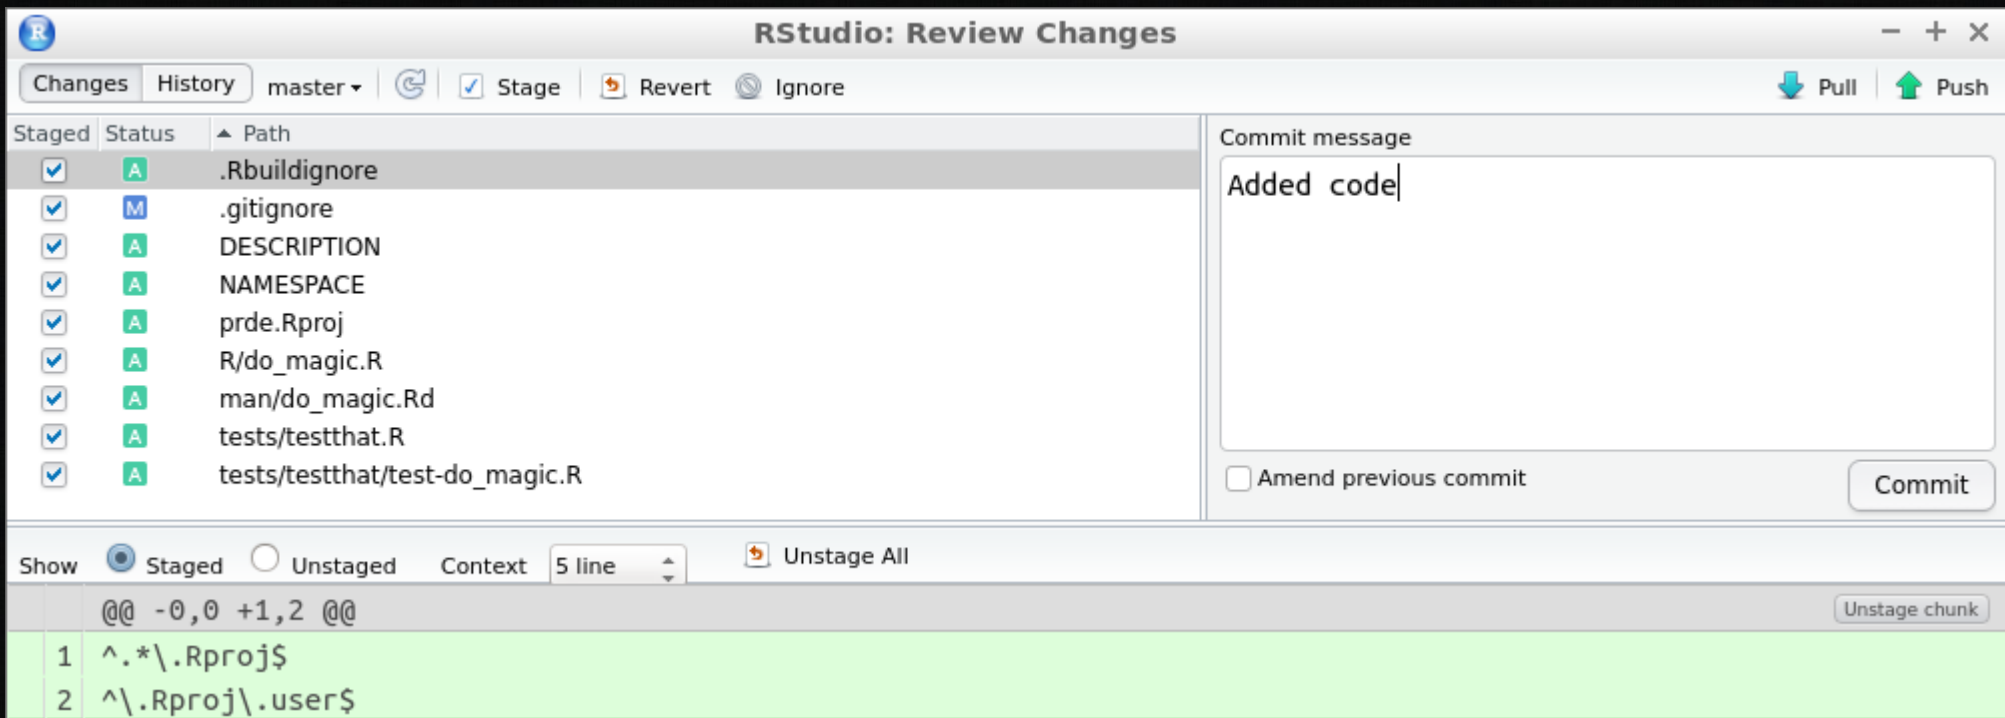 R RStudio: Review Changes
Changes History master Stage Revert Ignore Pull Push
Staged Status Path
A .Rbuildignore
M .gitignore
A DESCRIPTION
A NAMESPACE
A prde.Rproj
A R/do_magic.R
A man/do_magic.Rd
A tests/testthat.R
A tests/testthat/test-do_magic.R
Commit message
Added code
Amend previous commit Commit
Show Staged Unstaged Context 5 line Unstage All
@@ -0,0 +1,2 @@ Unstage chunk
1 ^.*\.Rproj$
2 ^\.Rproj\.user$